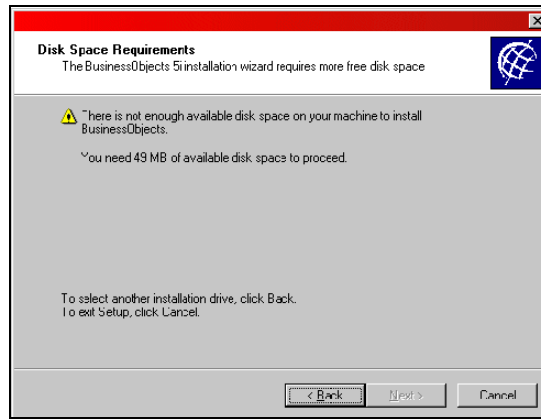 Disk Space Requirements
The BusinessObjects 5i installation wizard requires more free disk space
There is not enough available disk space on your machine to install
BusinessObjects.
You need 49 MB of available disk space to proceed.
To select another installation drive, click Back.
To exit Setup, click Cancel.
< Back
Next >
Cancel